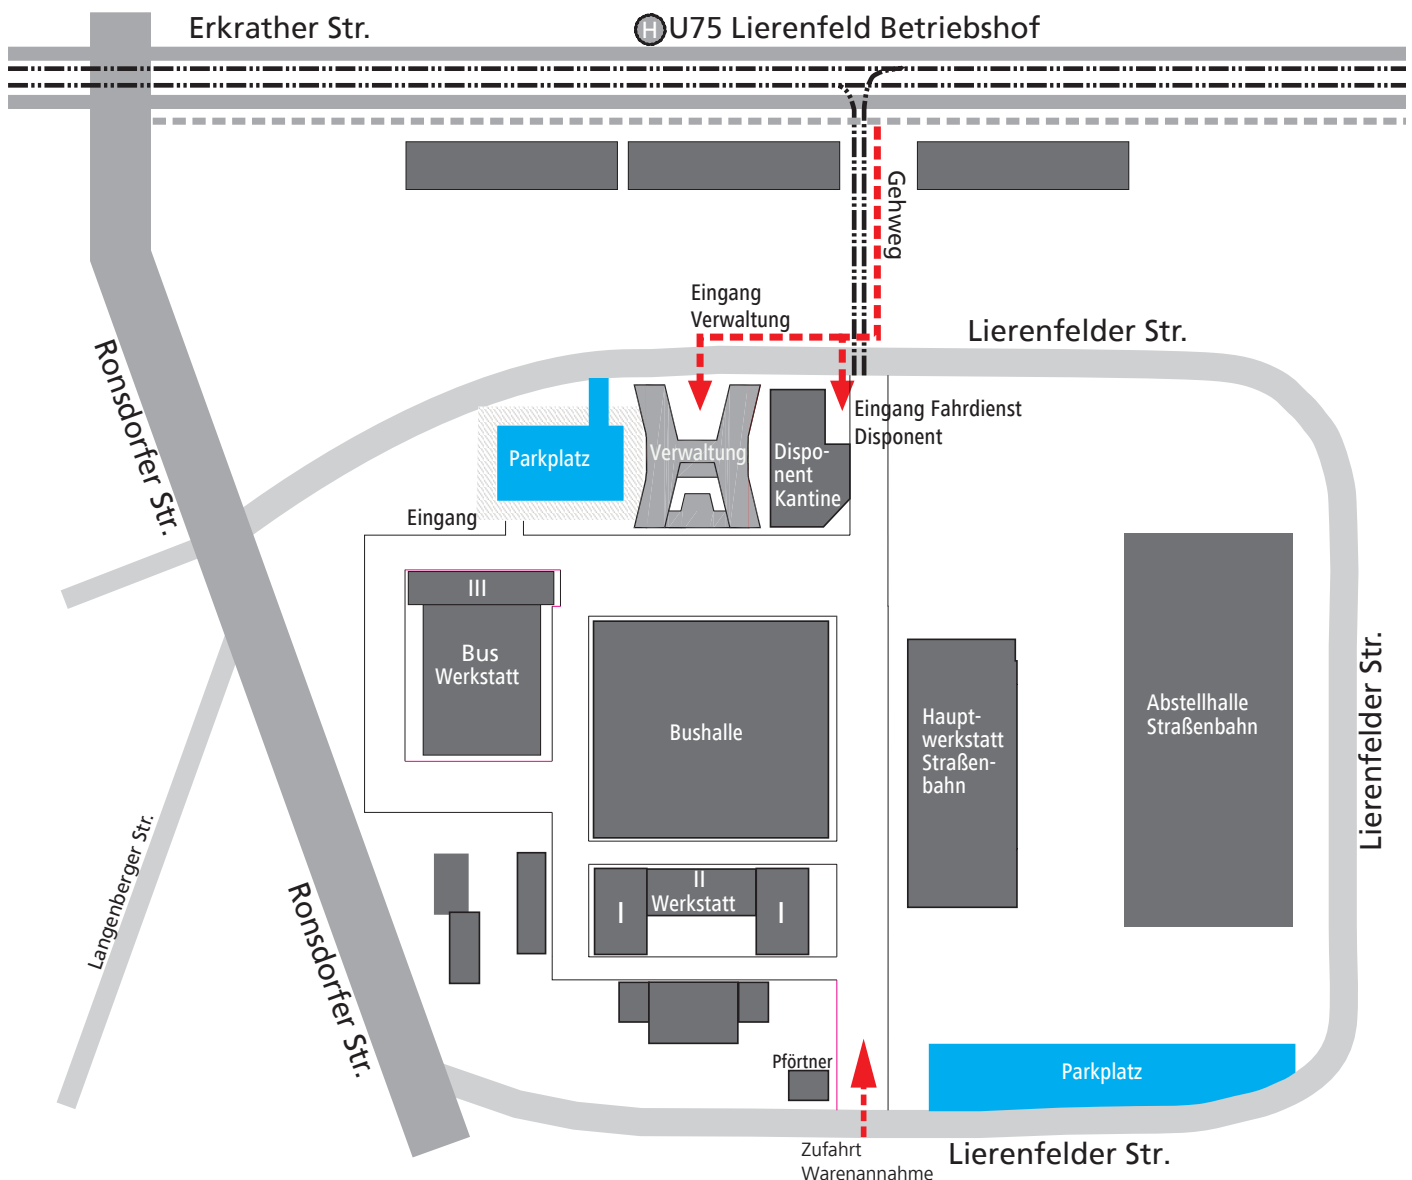 Erkrather Str.
H U75 Lierenfeld Betriebshof
Gehweg
Eingang
Verwaltung
Lierenfelder Str.
Ronsdorfer Str.
Eingang Fahrdienst
Disponent
Parkplatz
Verwaltung
Dispo-
nent
Kantine
Eingang
III
Bus
Werkstatt
Bushalle
Haupt-
werkstatt
Straßen-
bahn
Abstellhalle
Straßenbahn
Lierenfelder Str.
Langenberger Str.
Ronsdorfer Str.
I
II
Werkstatt
I
Pförtner
Parkplatz
Zufahrt
Warenannahme
Lierenfelder Str.